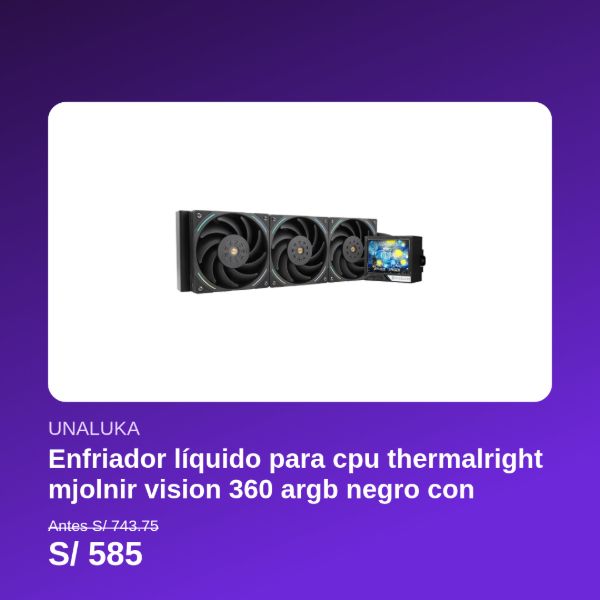 UNALUKA
Enfriador líquido para cpu thermalright
mjolnir vision 360 argb negro con
Antes S/ 743.75
S/ 585